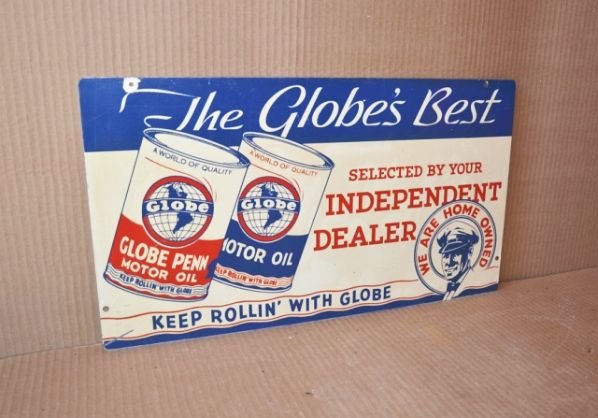 The Globe's Best
A WORLD OF QUALITY
Globe
GLOBE PENN
MOTOR OIL
KEEP ROLLIN' WITH GLOBE
A WORLD OF QUALITY
Globe
MOTOR OIL
KEEP ROLLIN' WITH GLOBE
SELECTED BY YOUR
INDEPENDENT
DEALER
WE ARE HOME OWNED
KEEP ROLLIN' WITH GLOBE